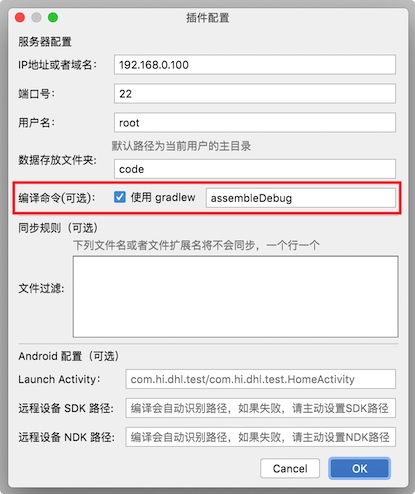 插件配置
服务器配置
IP地址或者域名: 192.168.0.100
端口号: 22
用户名: root
默认路径为当前用户的主目录
数据存放文件夹: code
编译命令(可选): 使用 gradlew assembleDebug
同步规则（可选）
下列文件名或者文件扩展名将不会同步，一个行一个
文件过滤:
Android 配置（可选）
Launch Activity: com.hi.dhl.test/com.hi.dhl.test.HomeActivity
远程设备 SDK 路径: 编译会自动识别路径，如果失败，请主动设置SDK路径
远程设备 NDK 路径: 编译会自动识别路径，如果失败，请主动设置NDK路径
Cancel OK